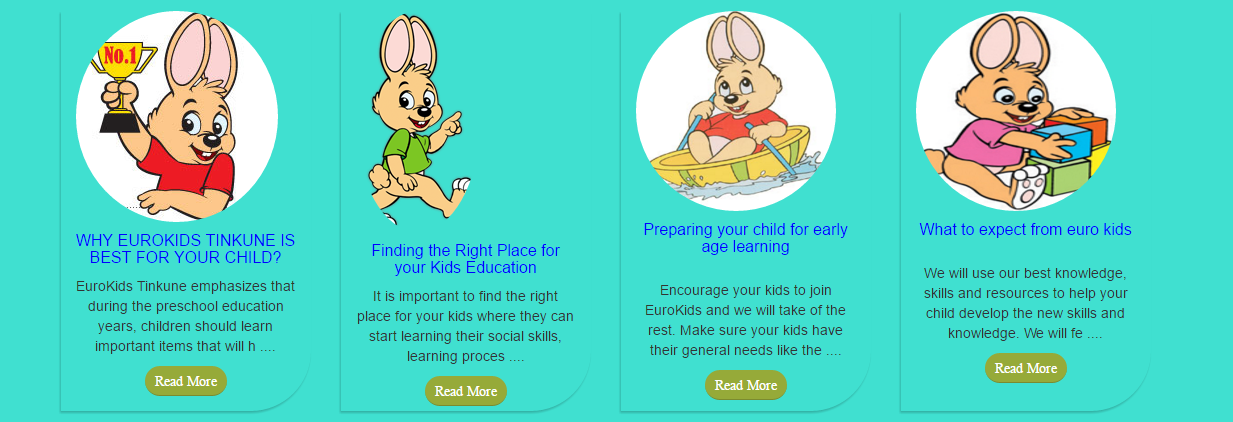 No.1
WHY EUROKIDS TINKUNE IS
BEST FOR YOUR CHILD?
EuroKids Tinkune emphasizes that
during the preschool education
years, children should learn
important items that will h ....
Read More
Finding the Right Place for
your Kids Education
It is important to find the right
place for your kids where they can
start learning their social skills,
learning proces ....
Read More
Preparing your child for early
age learning
Encourage your kids to join
EuroKids and we will take of the
rest. Make sure your kids have
their general needs like the ....
Read More
What to expect from euro kids
We will use our best knowledge,
skills and resources to help your
child develop the new skills and
knowledge. We will fe ....
Read More